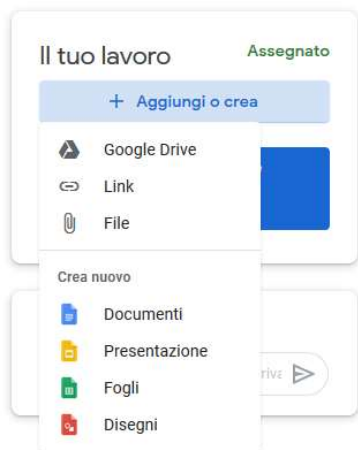 Il tuo lavoro
Assegnato
+ Aggiungi o crea
Google Drive
Link
File
Crea nuovo
Documenti
Presentazione
Fogli
Disegni